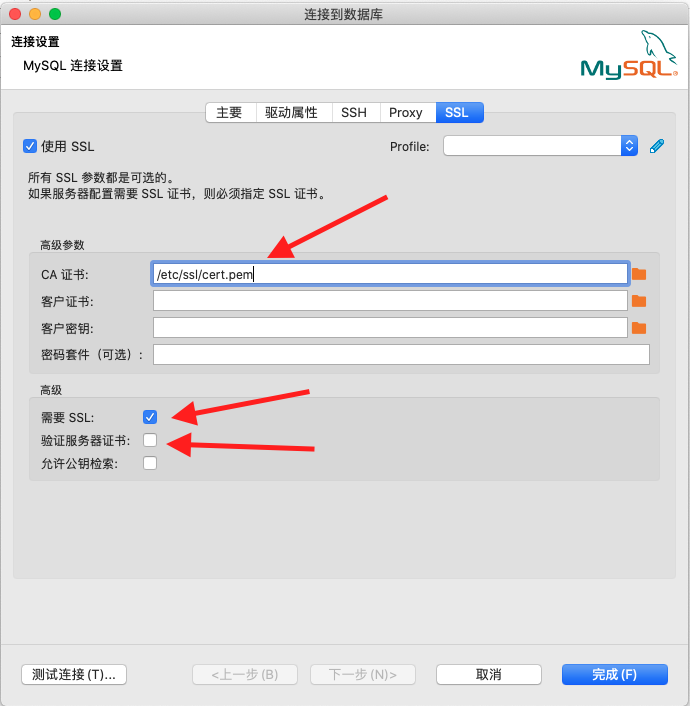 连接到数据库
连接设置
MySQL 连接设置
MySQL®
主要 驱动属性 SSH Proxy SSL
使用 SSL Profile:
所有 SSL 参数都是可选的。
如果服务器配置需要 SSL 证书，则必须指定 SSL 证书。
高级参数
CA 证书: /etc/ssl/cert.pem
客户证书:
客户密钥:
密码套件（可选）:
高级
需要 SSL:
验证服务器证书:
允许公钥检索:
测试连接(T)... <上一步(B) 下一步(N)> 取消 完成(F)